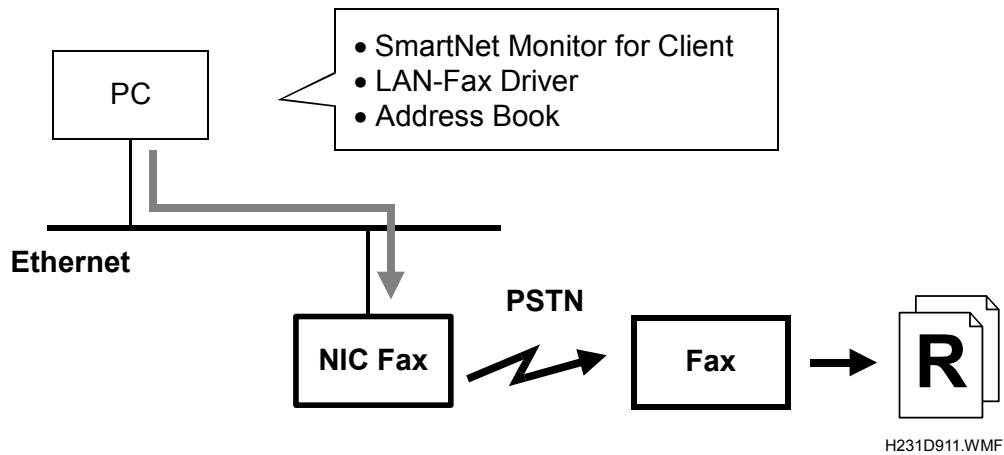 PC
• SmartNet Monitor for Client
• LAN-Fax Driver
• Address Book
Ethernet
PSTN
NIC Fax
Fax
R
H231D911.WMF